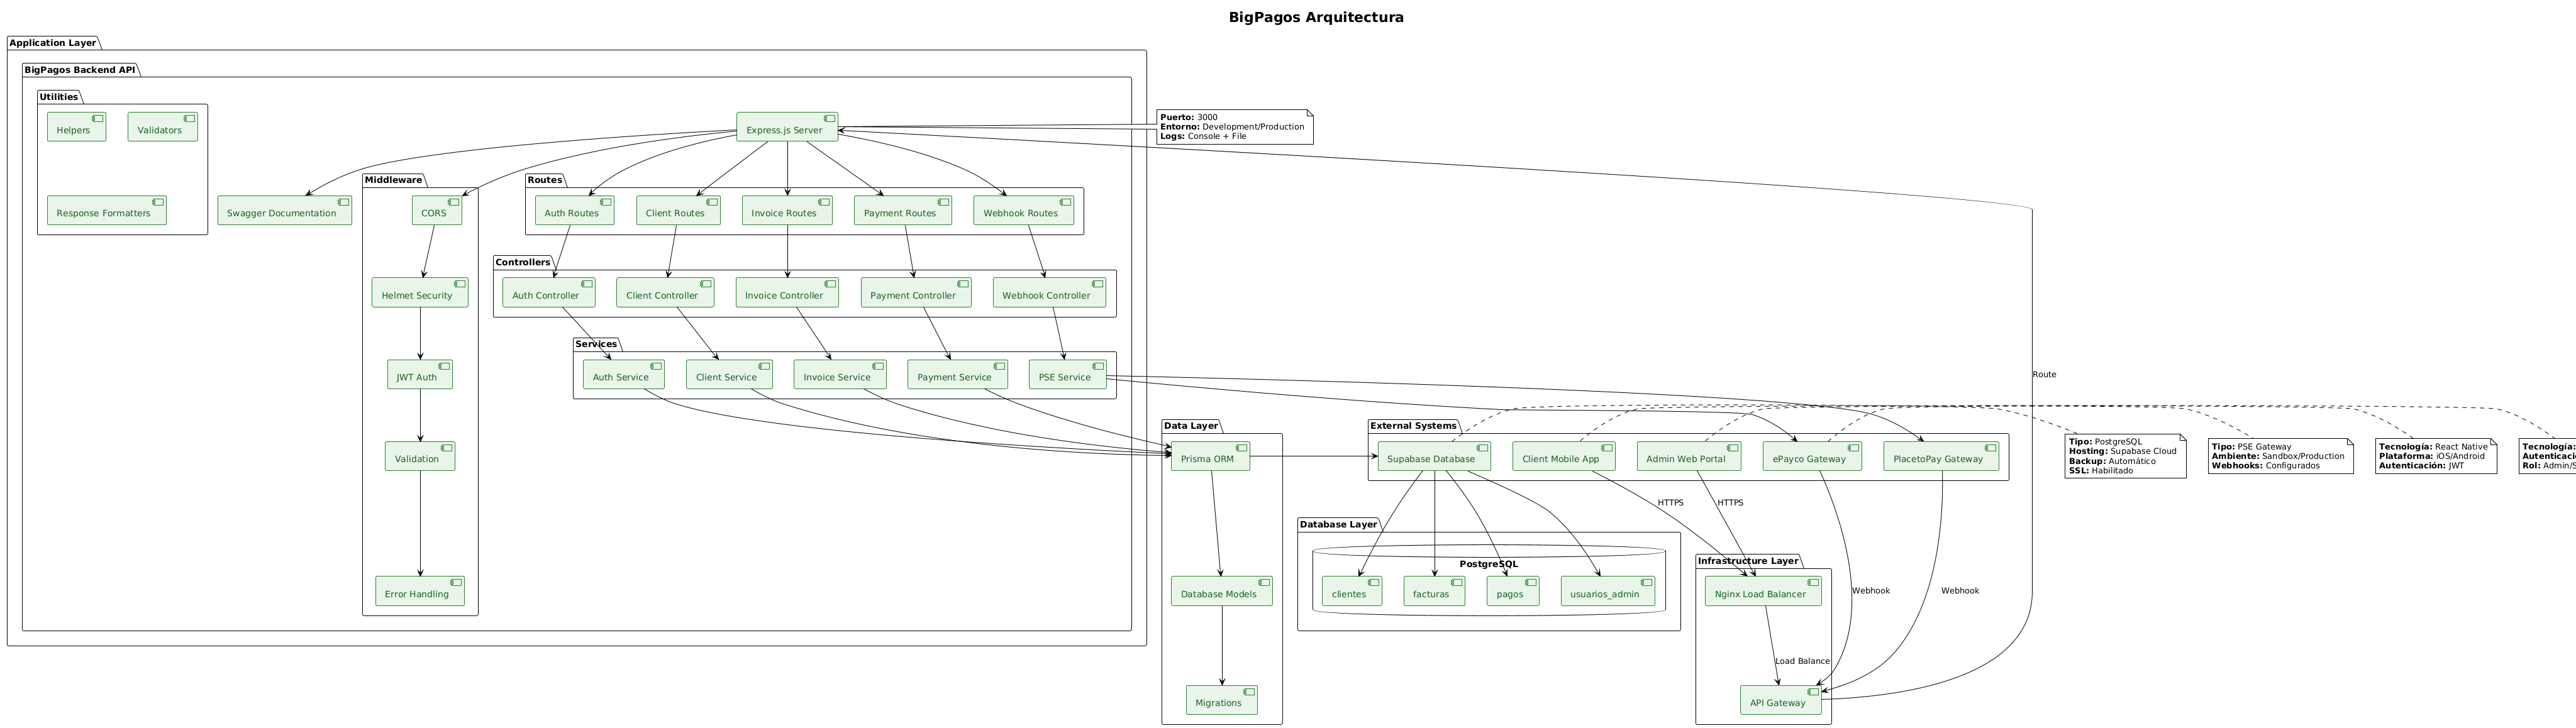 BigPagos Arquitectura
Application Layer
BigPagos Backend API
Utilities
Helpers
Validators
Response Formatters
Express.js Server
Puerto: 3000
Entorno: Development/Production
Logs: Console + File
Swagger Documentation
Middleware
CORS
Helmet Security
JWT Auth
Validation
Error Handling
Routes
Auth Routes
Client Routes
Invoice Routes
Payment Routes
Webhook Routes
Controllers
Auth Controller
Client Controller
Invoice Controller
Payment Controller
Webhook Controller
Services
Auth Service
Client Service
Invoice Service
Payment Service
PSE Service
Route
Data Layer
Prisma ORM
Database Models
Migrations
External Systems
Supabase Database
Client Mobile App
Admin Web Portal
ePayco Gateway
PlacetoPay Gateway
Tipo: PostgreSQL
Hosting: Supabase Cloud
Backup: Automático
SSL: Habilitado
Tipo: PSE Gateway
Ambiente: Sandbox/Production
Webhooks: Configurados
Tecnología: React Native
Plataforma: iOS/Android
Autenticación: JWT
Tecnología:
Rol: Admin/S
HTTPS
HTTPS
Database Layer
PostgreSQL
clientes
facturas
pagos
usuarios_admin
Infrastructure Layer
Nginx Load Balancer
Webhook
Webhook
Load Balance
API Gateway